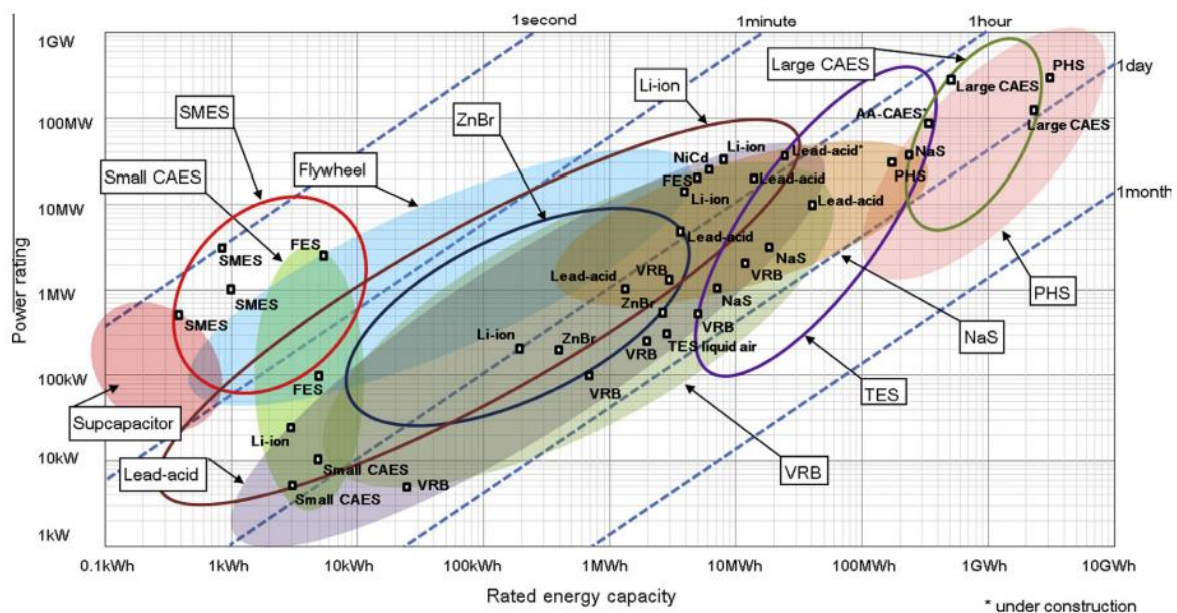 1second
1minute
1hour
1day
1month
Power rating
1GW
100MW
10MW
1MW
100kW
10kW
1kW
Large CAES
Li-ion
SMES
ZnBr
Small CAES
Flywheel
PHS
Large CAES
Large CAES
AA-CAES*
Li-ion
Lead-acid*
NaS
NiCd
PHS
FES
Lead-acid
Li-ion
Lead-acid
FES
SMES
Lead-acid
NaS
VRB
VRB
Lead-acid
SMES
ZnBr
NaS
PHS
SMES
VRB
NaS
Li-ion
ZnBr
VRB
TES liquid air
FES
VRB
TES
Supcapacitor
Li-ion
Lead-acid
Small CAES
VRB
VRB
Small CAES
0.1kWh
1kWh
10kWh
100kWh
1MWh
10MWh
100MWh
1GWh
10GWh
Rated energy capacity
* under construction